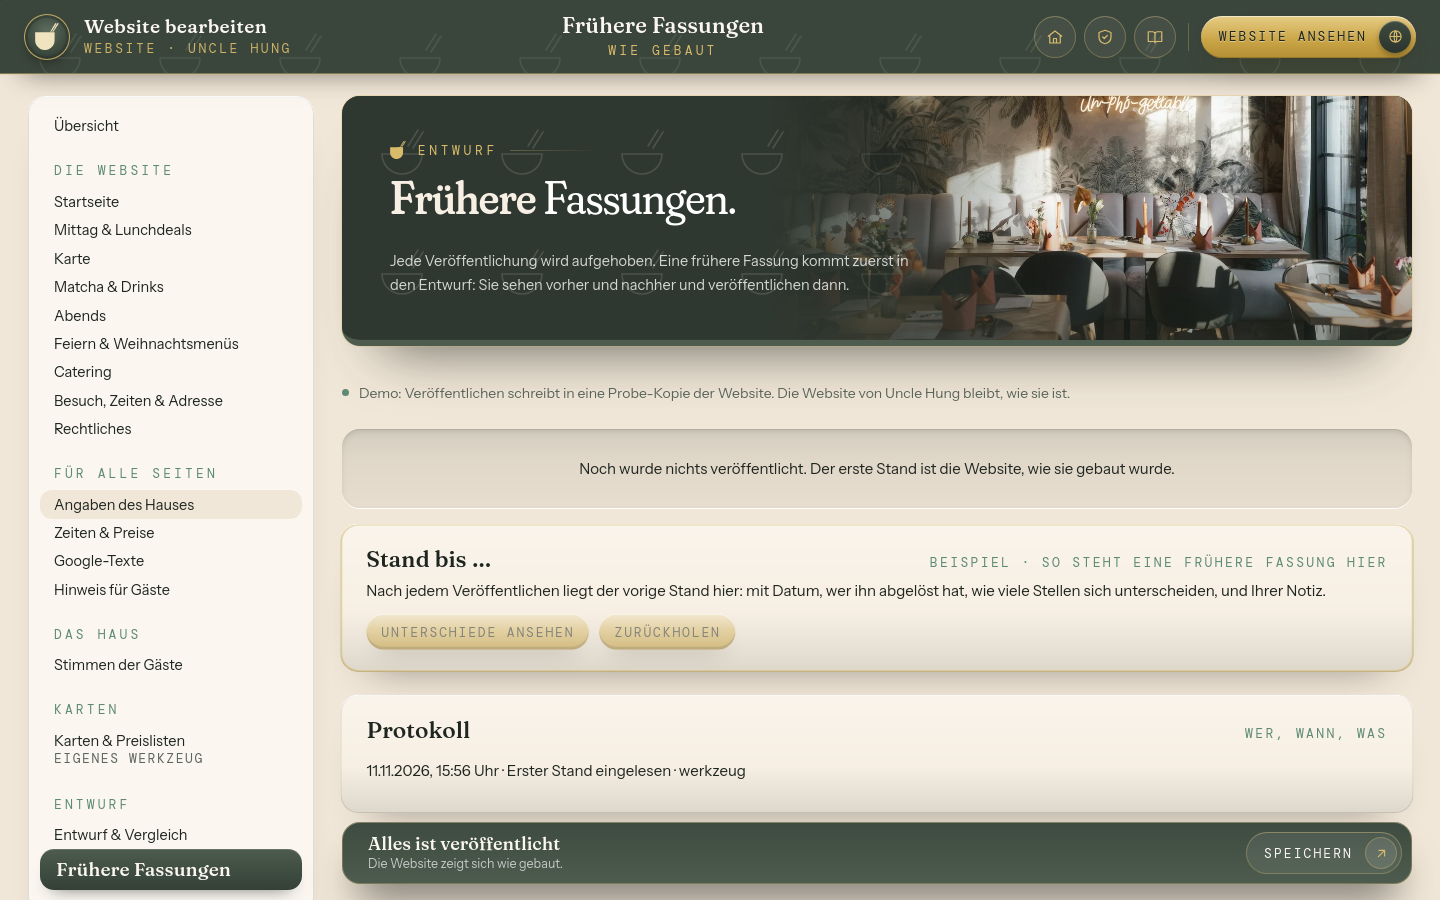 Website bearbeiten
WEBSITE · UNCLE HUNG
Frühere Fassungen
WIE GEBAUT
WEBSITE ANSEHEN
Übersicht
DIE WEBSITE
Startseite
Mittag & Lunchdeals
Karte
Matcha & Drinks
Abends
Feiern & Weihnachtsmenüs
Catering
Besuch, Zeiten & Adresse
Rechtliches
FÜR ALLE SEITEN
Angaben des Hauses
Zeiten & Preise
Google-Texte
Hinweis für Gäste
DAS HAUS
Stimmen der Gäste
KARTEN
Karten & Preislisten
EIGENES WERKZEUG
ENTWURF
Entwurf & Vergleich
Frühere Fassungen
Um-Phở-gettable
ENTWURF
Frühere Fassungen.
Jede Veröffentlichung wird aufgehoben. Eine frühere Fassung kommt zuerst in
den Entwurf: Sie sehen vorher und nachher und veröffentlichen dann.
Demo: Veröffentlichen schreibt in eine Probe-Kopie der Website. Die Website von Uncle Hung bleibt, wie sie ist.
Noch wurde nichts veröffentlicht. Der erste Stand ist die Website, wie sie gebaut wurde.
Stand bis …
BEISPIEL · SO STEHT EINE FRÜHERE FASSUNG HIER
Nach jedem Veröffentlichen liegt der vorige Stand hier: mit Datum, wer ihn abgelöst hat, wie viele Stellen sich unterscheiden, und Ihrer Notiz.
UNTERSCHIEDE ANSEHEN
ZURÜCKHOLEN
Protokoll
WER, WANN, WAS
11.11.2026, 15:56 Uhr · Erster Stand eingelesen · werkzeug
Alles ist veröffentlicht
Die Website zeigt sich wie gebaut.
SPEICHERN